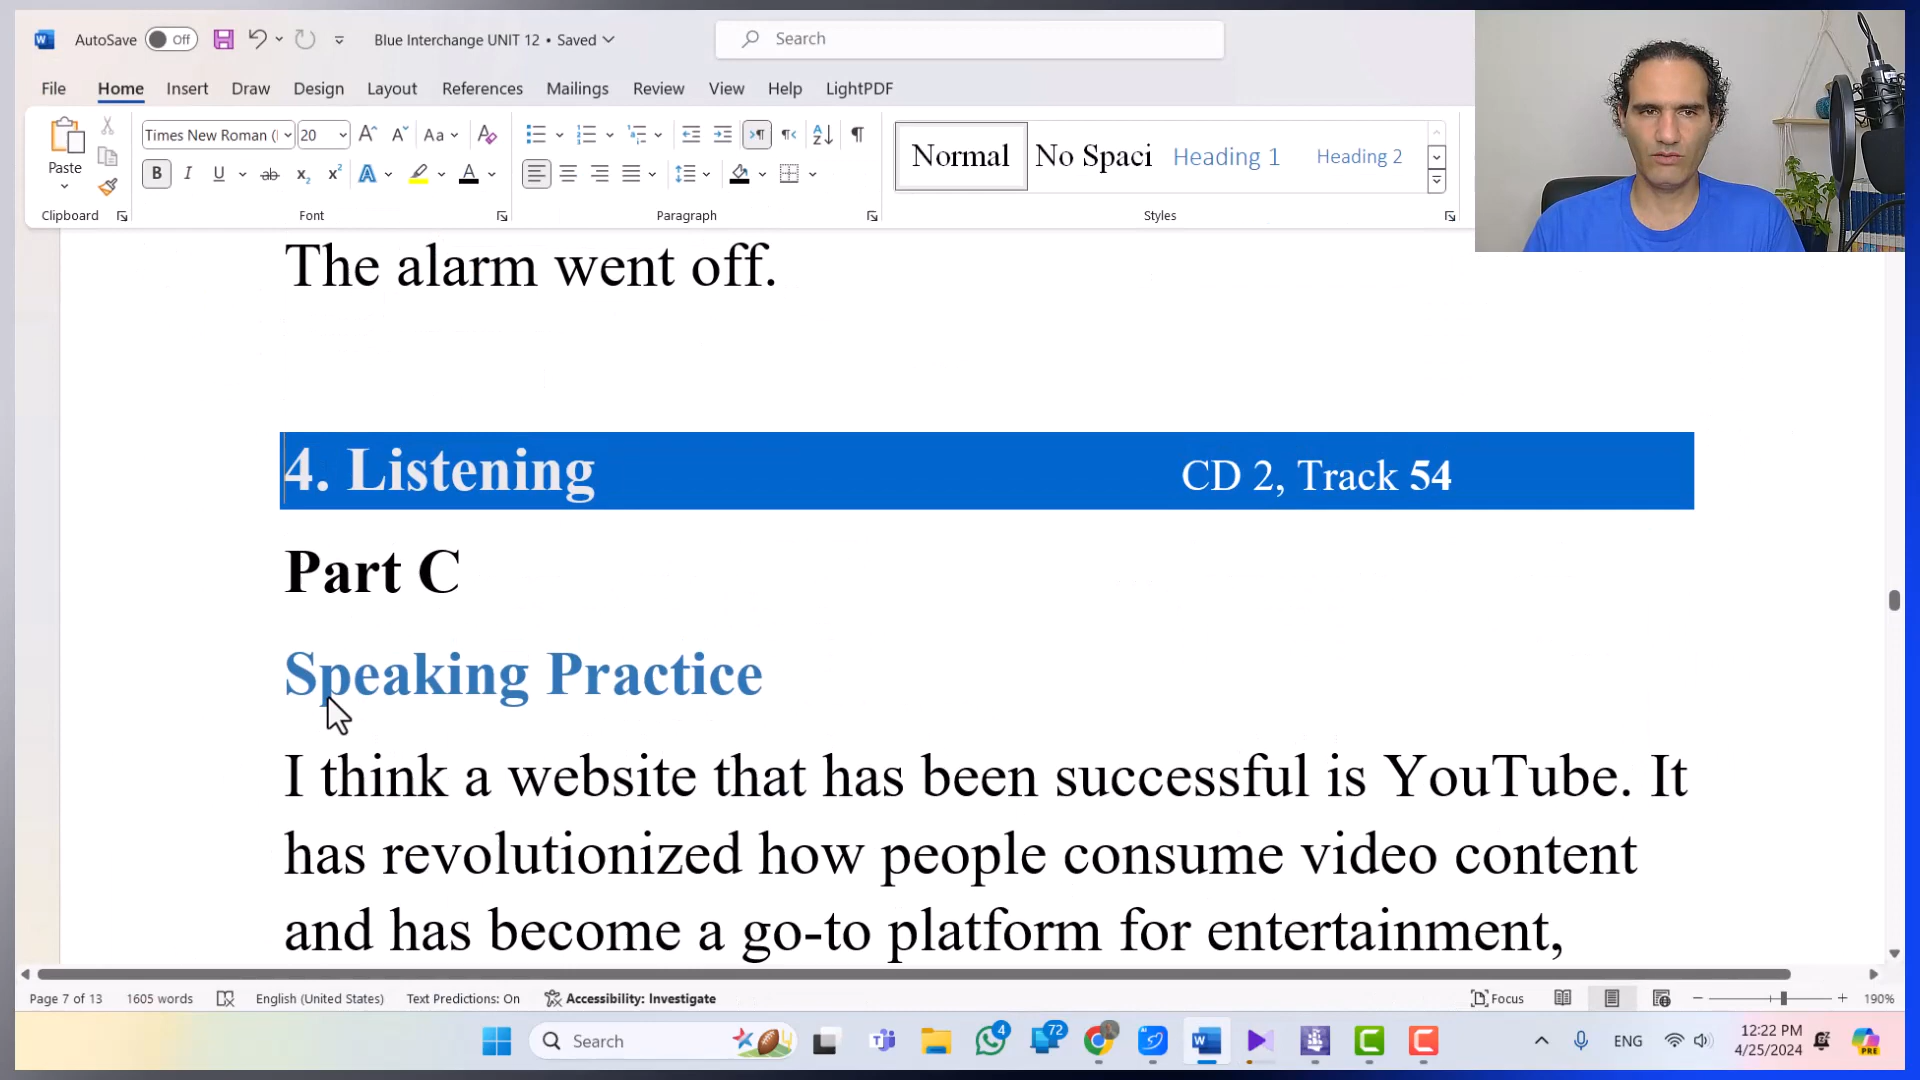 AutoSave Off Blue Interchange UNIT 12 • Saved Search
File Home Insert Draw Design Layout References Mailings Review View Help LightPDF
Times New Roman ( 20 Aa
Normal No Spaci Heading 1 Heading 2
Paste
Clipboard Font Paragraph Styles
The alarm went off.
4. Listening CD 2, Track 54
Part C
Speaking Practice
I think a website that has been successful is YouTube. It
has revolutionized how people consume video content
and has become a go-to platform for entertainment,
Page 7 of 13 1605 words English (United States) Text Predictions: On Accessibility: Investigate Focus 190%
Search 4 72 ENG 12:22 PM
4/25/2024
PRE